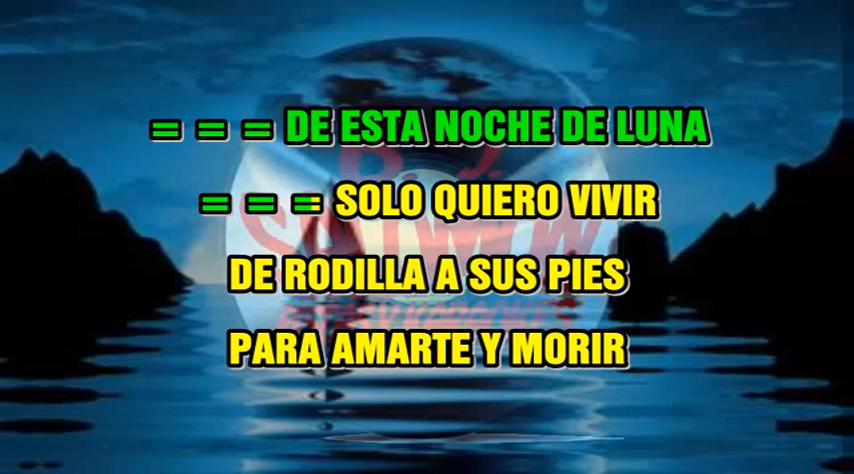 = = = DE ESTA NOCHE DE LUNA
= = = SOLO QUIERO VIVIR
DE RODILLA A SUS PIES
PARA AMARTE Y MORIR